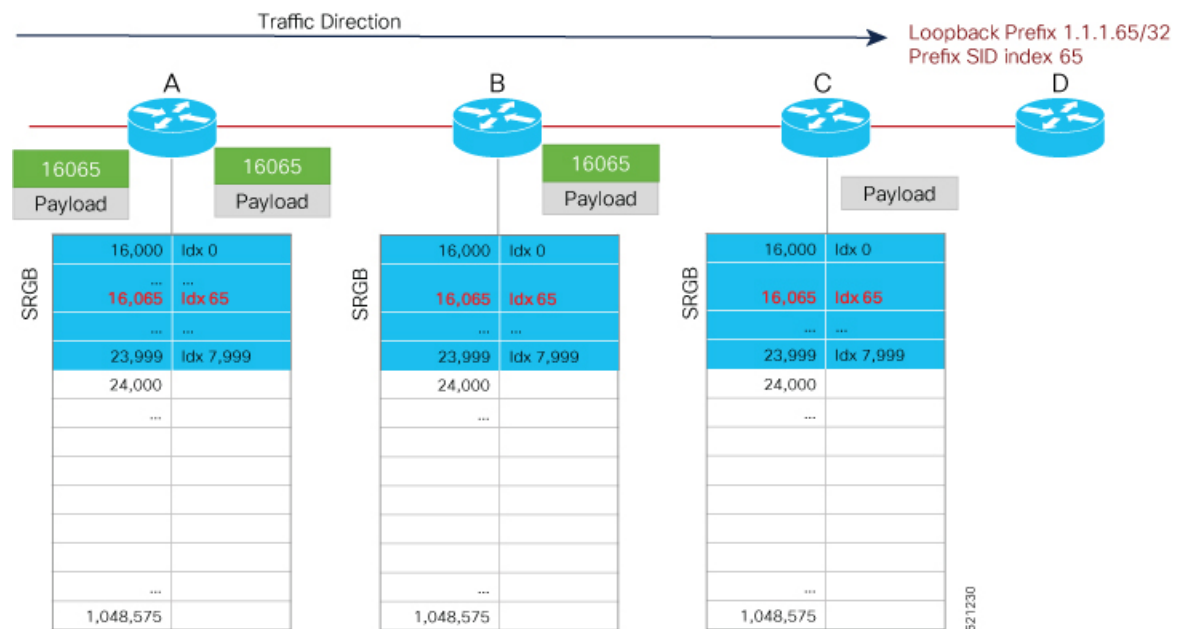 Traffic Direction
Loopback Prefix 1.1.1.65/32
Prefix SID index 65
A
B
C
D
16065
Payload
16065
Payload
16065
Payload
Payload
SRGB
16,000 Idx 0
... ...
16,065 Idx 65
... ...
23,999 Idx 7,999
24,000
...
...
1,048,575
SRGB
16,000 Idx 0
16,065 Idx 65
... ...
23,999 Idx 7,999
24,000
...
...
1,048,575
SRGB
16,000 Idx 0
16,065 Idx 65
... ...
23,999 Idx 7,999
24,000
...
...
1,048,575
521230